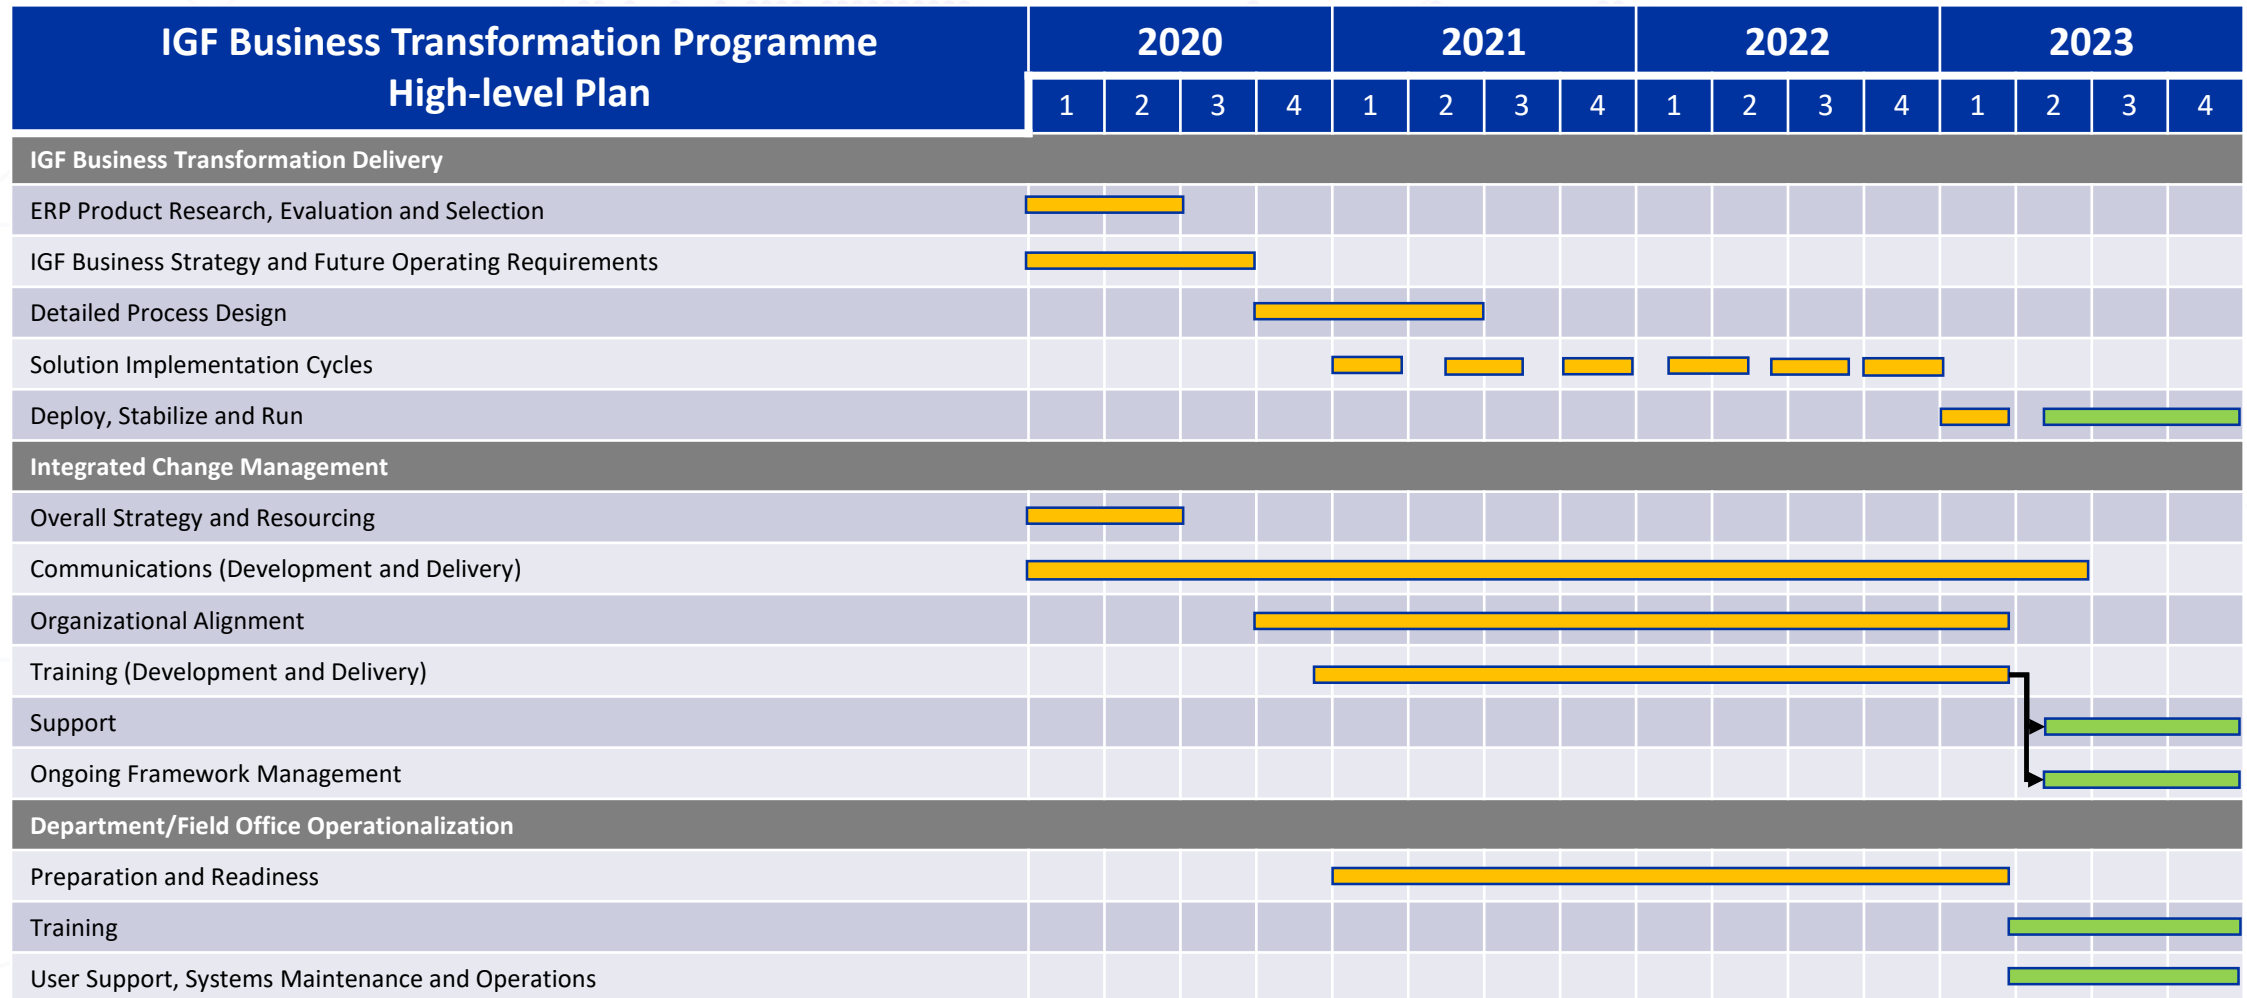 IGF Business Transformation Programme
High-level Plan
2020 2021 2022 2023
1 2 3 4 1 2 3 4 1 2 3 4 1 2 3 4
IGF Business Transformation Delivery
ERP Product Research, Evaluation and Selection
IGF Business Strategy and Future Operating Requirements
Detailed Process Design
Solution Implementation Cycles
Deploy, Stabilize and Run
Integrated Change Management
Overall Strategy and Resourcing
Communications (Development and Delivery)
Organizational Alignment
Training (Development and Delivery)
Support
Ongoing Framework Management
Department/Field Office Operationalization
Preparation and Readiness
Training
User Support, Systems Maintenance and Operations